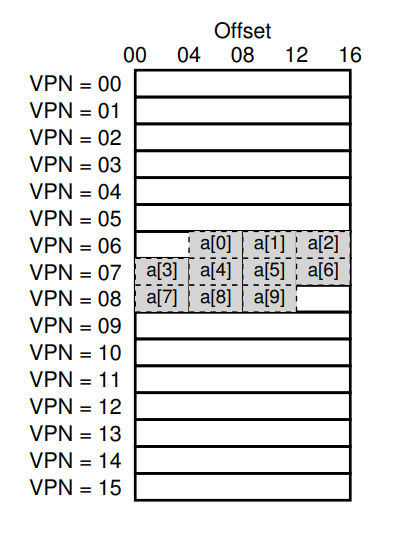 Offset
00 04 08 12 16
VPN = 00
VPN = 01
VPN = 02
VPN = 03
VPN = 04
VPN = 05
VPN = 06 a[0] a[1] a[2]
VPN = 07 a[3] a[4] a[5] a[6]
VPN = 08 a[7] a[8] a[9]
VPN = 09
VPN = 10
VPN = 11
VPN = 12
VPN = 13
VPN = 14
VPN = 15